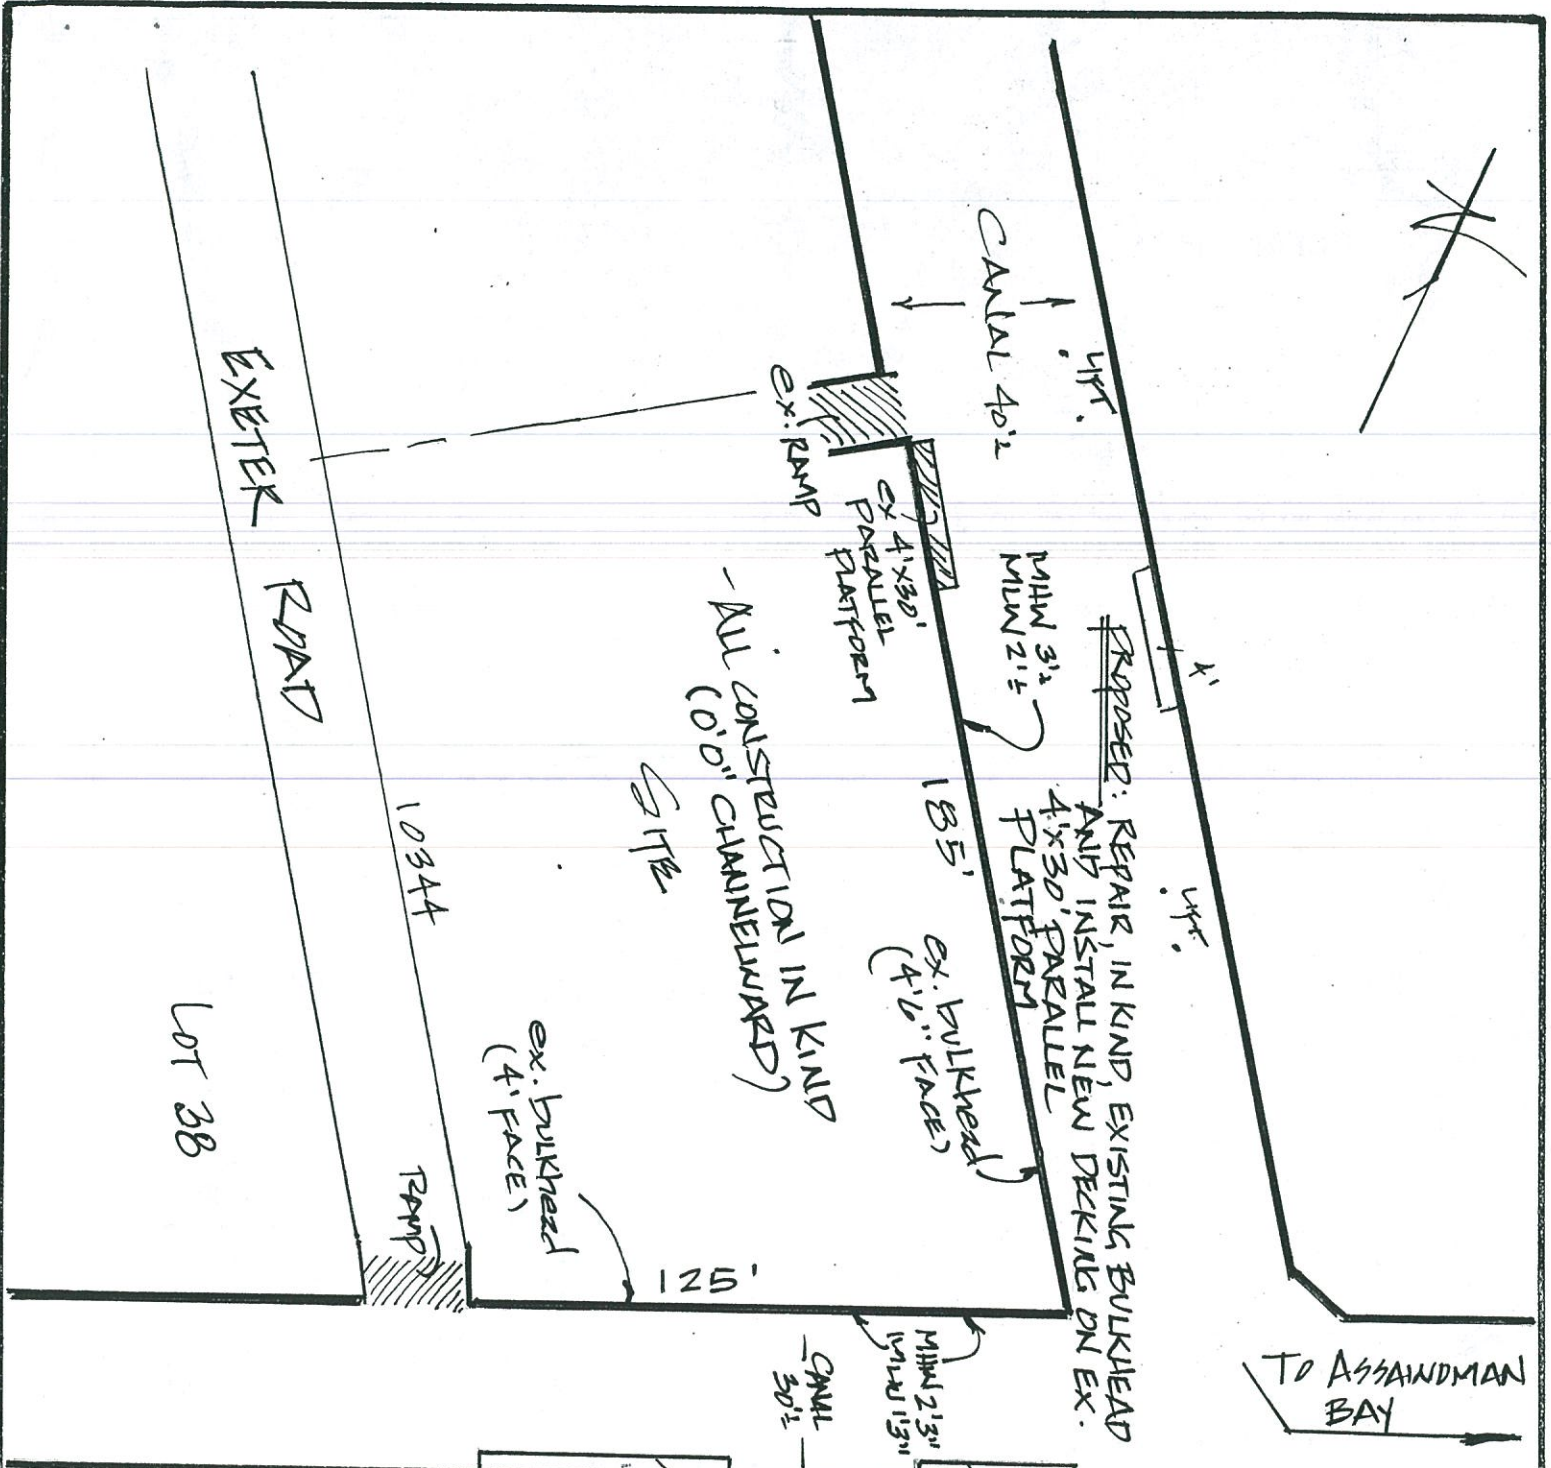 CANAL 40'±
LIFT.
ex. RAMP
ex 4'x30'
PARALLEL
PLATFORM
MHW 3'±
MLW 2'±
4'
PROPOSED: REPAIR, IN KIND, EXISTING BULKHEAD
AND INSTALL NEW DECKING ON EX.
4'x30' PARALLEL
PLATFORM
185'
LIFT.
ex. bulkhead
(4'6" FACE)
- ALL CONSTRUCTION IN KIND
(0'0" CHANNELWARD)
SITE
EXETER ROAD
10344
LOT 38
RAMP
ex. bulkhead
(4' FACE)
125'
MHW 2'3"
MLW 1'3"
CANAL
30'±
TO ASSAINDMAN
BAY